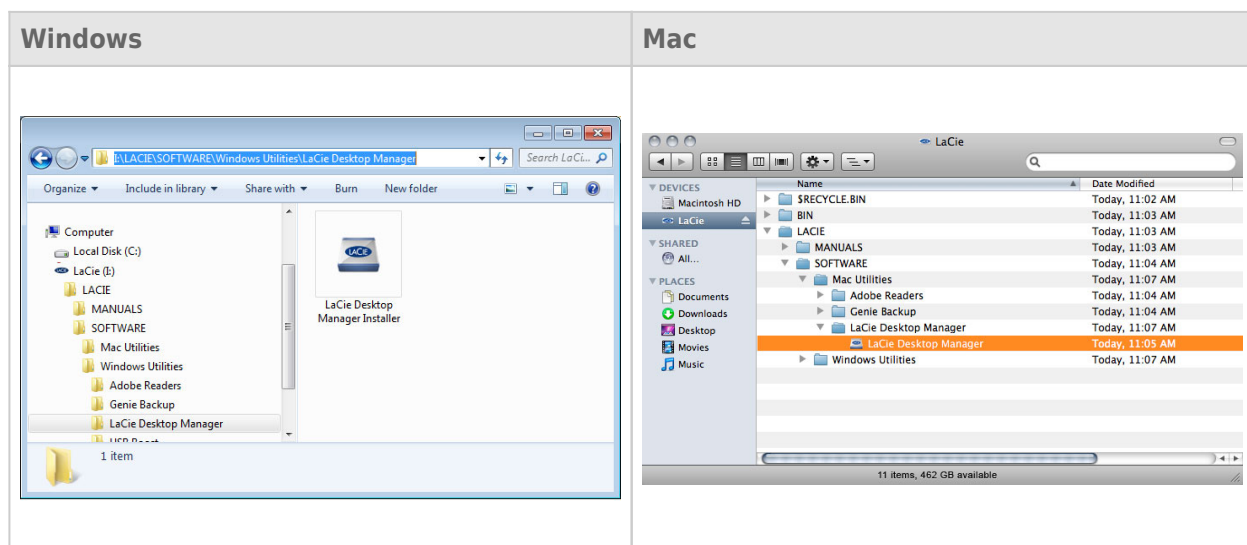 Windows
Mac
I:\LACIE\SOFTWARE\Windows Utilities\LaCie Desktop Manager
Search LaCi...
Organize Include in library Share with Burn New folder
Computer
Local Disk (C:)
LaCie (I:)
LACIE
MANUALS
SOFTWARE
Mac Utilities
Windows Utilities
Adobe Readers
Genie Backup
LaCie Desktop Manager
USB Boost
LACIE
LaCie Desktop
Manager Installer
1 item
LaCie
DEVICES
Macintosh HD
LaCie
SHARED
All...
PLACES
Documents
Downloads
Desktop
Movies
Music
Name Date Modified
$RECYCLE.BIN Today, 11:02 AM
BIN Today, 11:03 AM
LACIE Today, 11:03 AM
MANUALS Today, 11:03 AM
SOFTWARE Today, 11:04 AM
Mac Utilities Today, 11:07 AM
Adobe Readers Today, 11:04 AM
Genie Backup Today, 11:04 AM
LaCie Desktop Manager Today, 11:07 AM
LaCie Desktop Manager Today, 11:05 AM
Windows Utilities Today, 11:07 AM
11 items, 462 GB available